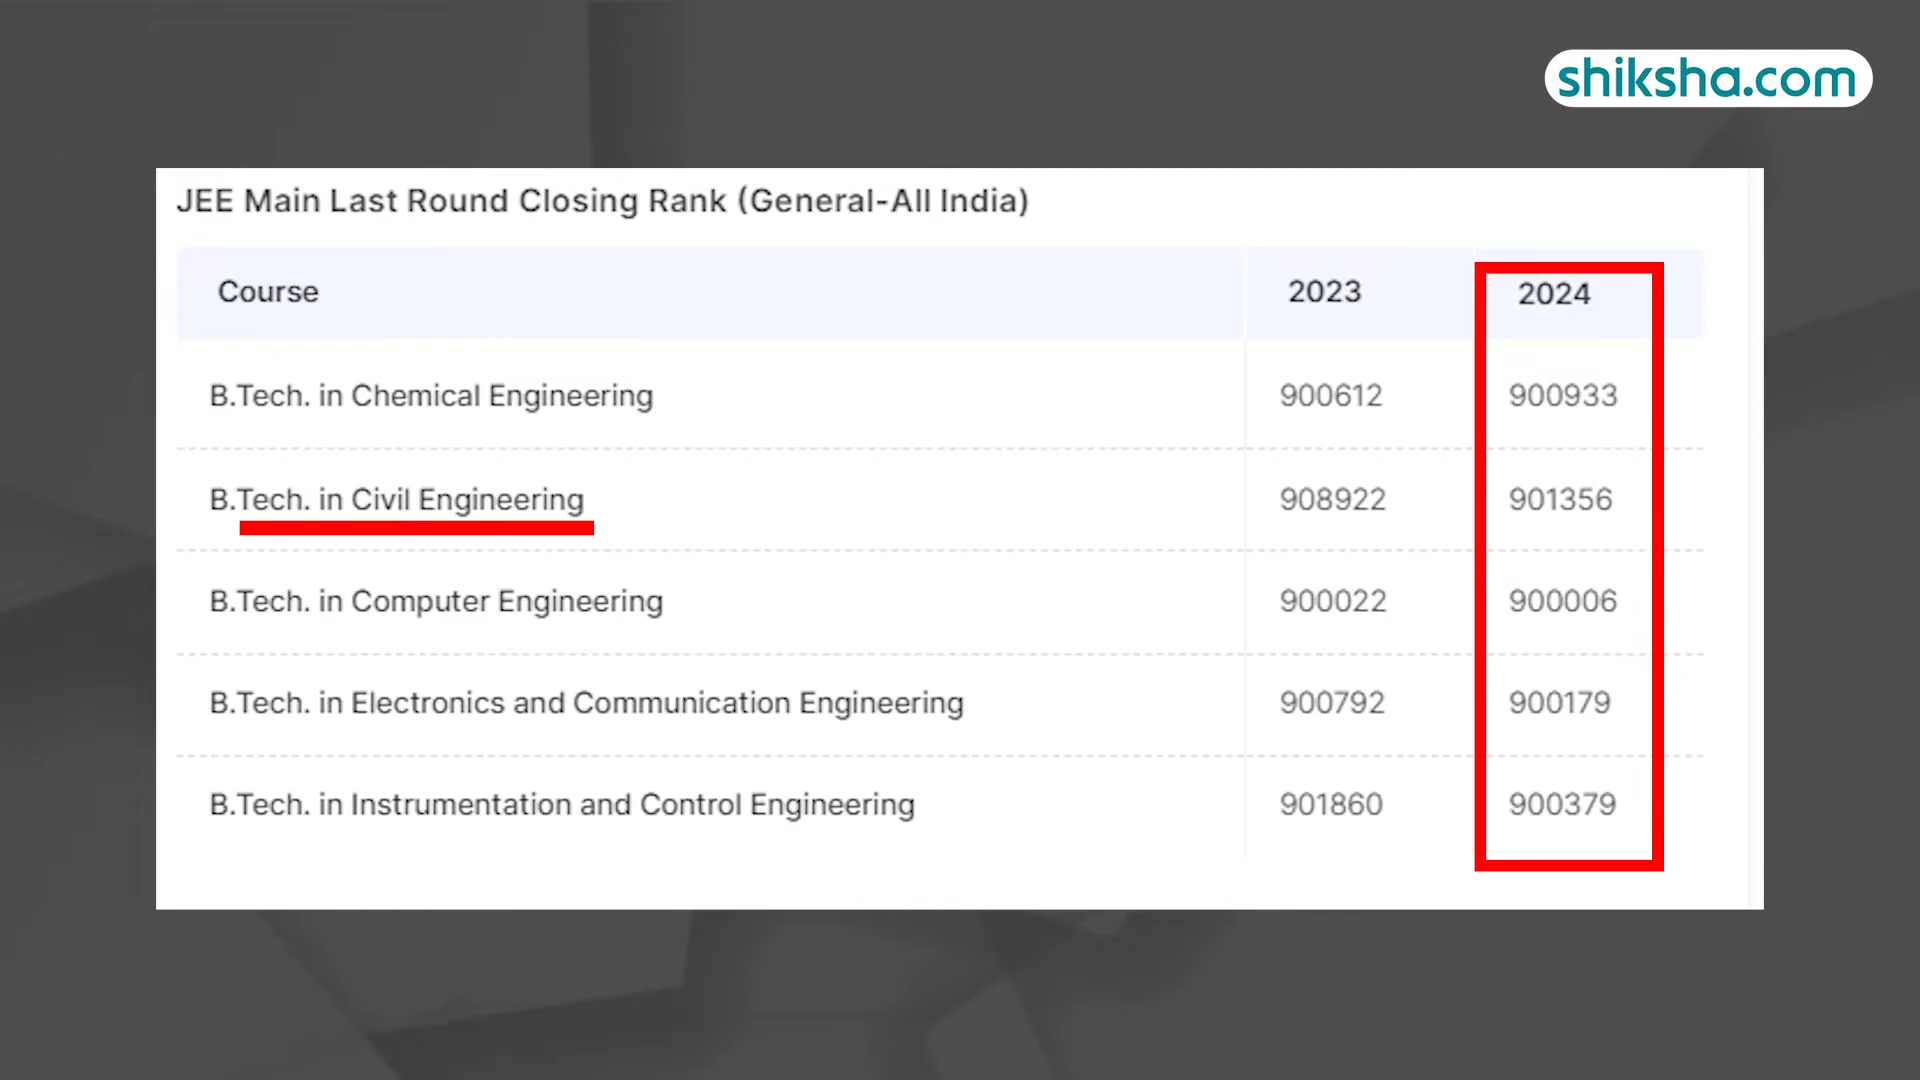 shiksha.com
JEE Main Last Round Closing Rank (General-All India)
Course 2023 2024
B.Tech. in Chemical Engineering 900612 900933
B.Tech. in Civil Engineering 908922 901356
B.Tech. in Computer Engineering 900022 900006
B.Tech. in Electronics and Communication Engineering 900792 900179
B.Tech. in Instrumentation and Control Engineering 901860 900379